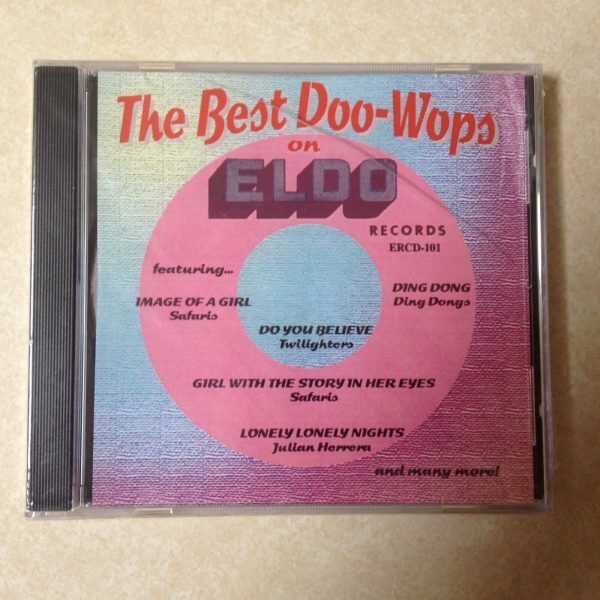 The Best Doo-Wops
on
ELDO
RECORDS
ERCD-101
featuring...
IMAGE OF A GIRL
Safaris
DING DONG
Ding Dongs
DO YOU BELIEVE
Twilighters
GIRL WITH THE STORY IN HER EYES
Safaris
LONELY LONELY NIGHTS
Julian Herrera
and many more!